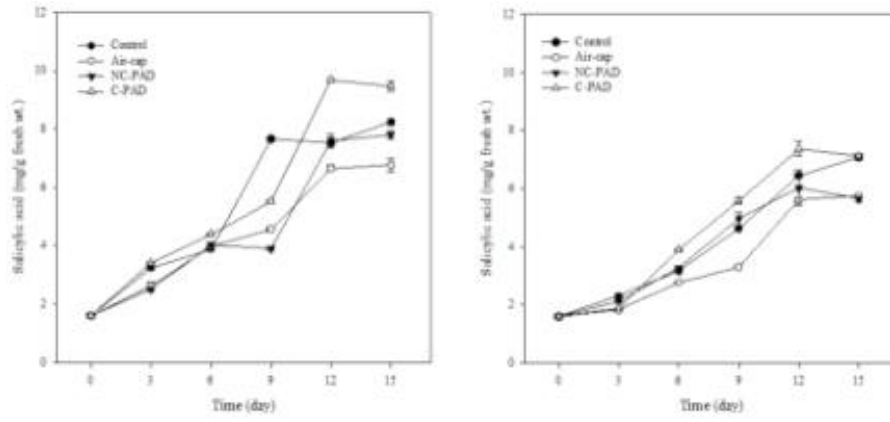 12
10
8
6
4
2
0
Control
Air-cap
NC-PAD
C-PAD
Salicylic acid (mg/g fresh wt.)
0 3 6 9 12 15
Time (day)
12
10
8
6
4
2
0
Control
Air-cap
NC-PAD
C-PAD
Salicylic acid (mg/g fresh wt.)
0 3 6 9 12 15
Time (day)